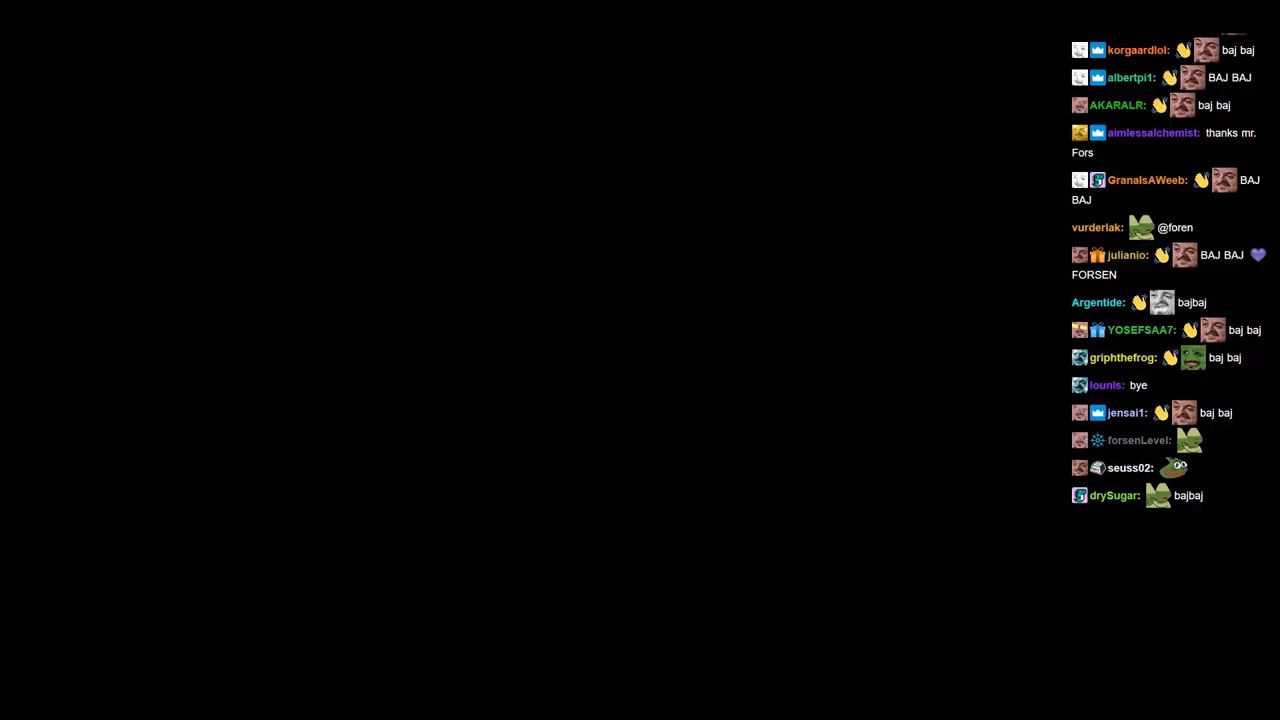 korgaardlol: baj baj
albertpi1: BAJ BAJ
AKARALR: baj baj
aimlessalchemist: thanks mr.
Fors
GranaIsAWeeb: BAJ
BAJ
vurderlak: @foren
julianio: BAJ BAJ
FORSEN
Argentide: bajbaj
YOSEFSAA7: baj baj
griphthefrog: baj baj
lounis: bye
jensai1: baj baj
forsenLevel:
seuss02:
drySugar: bajbaj